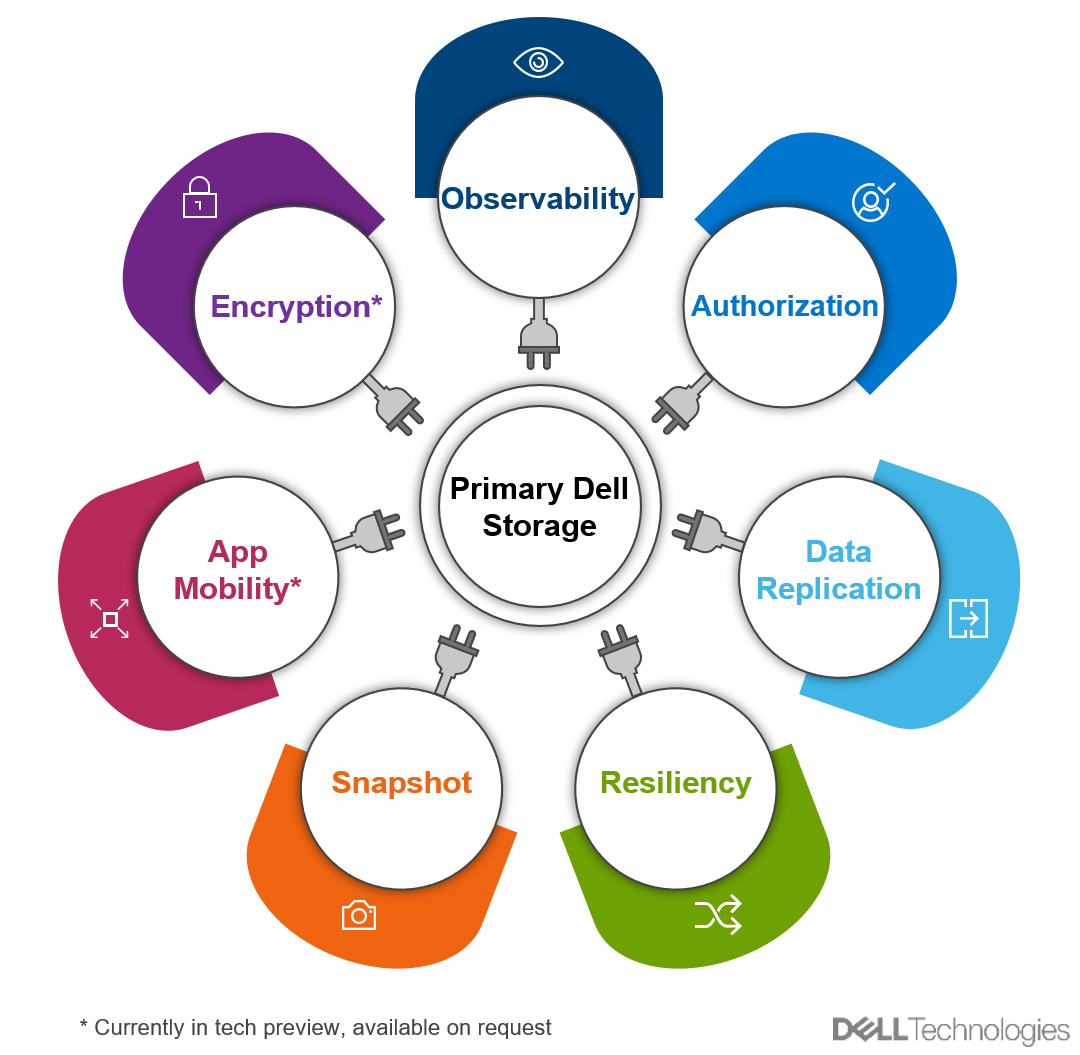 Observability
Authorization
Encryption*
Primary Dell
Storage
App
Mobility*
Data
Replication
Snapshot
Resiliency
* Currently in tech preview, available on request
DELLTechnologies